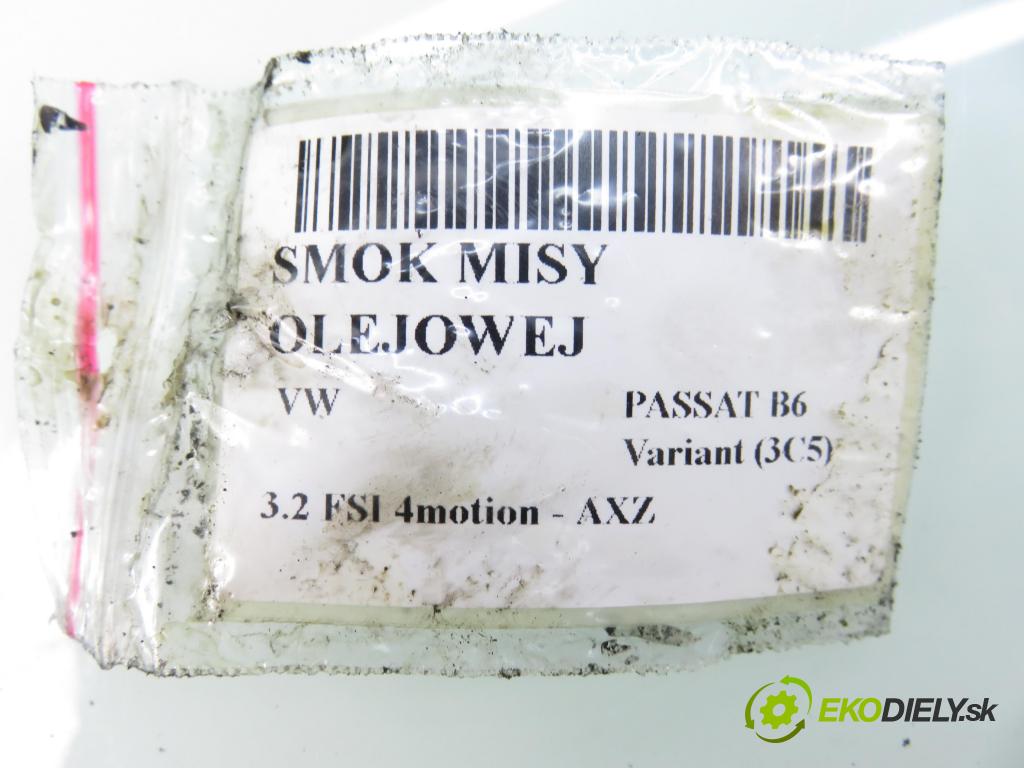 SMOK MISY
OLEJOWEJ
VW
PASSAT B6
Variant (3C5)
3.2 FSI 4motion - AXZ
EKODIELY.sk